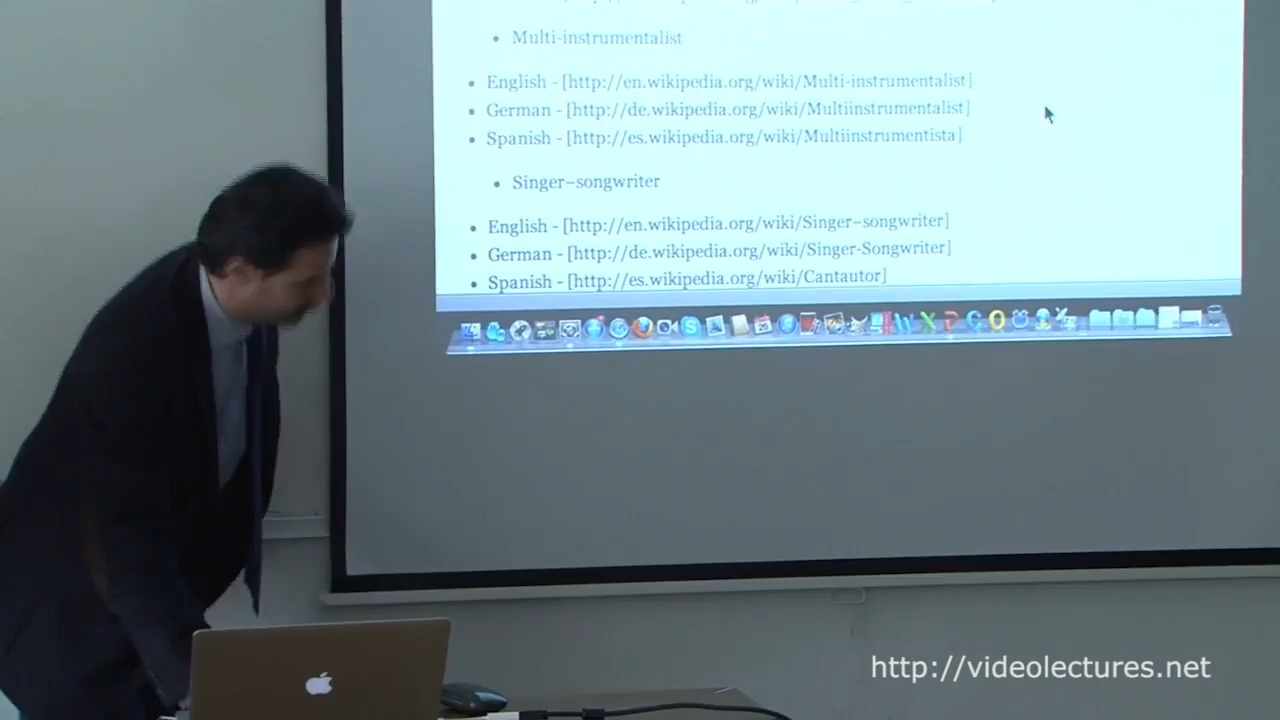 Multi-instrumentalist
English - [http://en.wikipedia.org/wiki/Multi-instrumentalist]
German - [http://de.wikipedia.org/wiki/Multiinstrumentalist]
Spanish - [http://es.wikipedia.org/wiki/Multiinstrumentista]
Singer–songwriter
English - [http://en.wikipedia.org/wiki/Singer–songwriter]
German - [http://de.wikipedia.org/wiki/Singer-Songwriter]
Spanish - [http://es.wikipedia.org/wiki/Cantautor]
http://videolectures.net